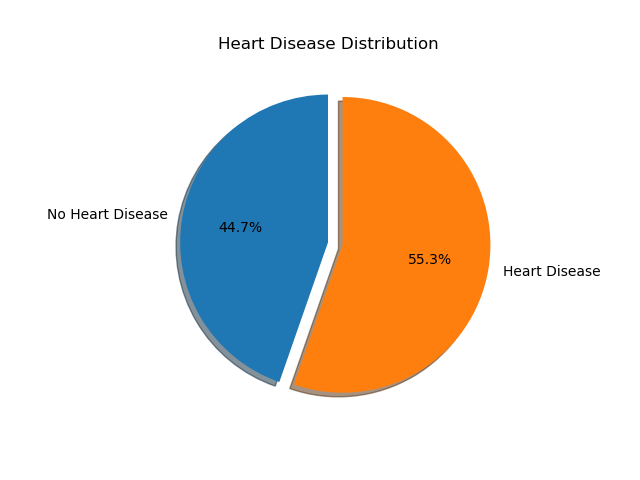 Heart Disease Distribution
No Heart Disease
44.7%
55.3%
Heart Disease